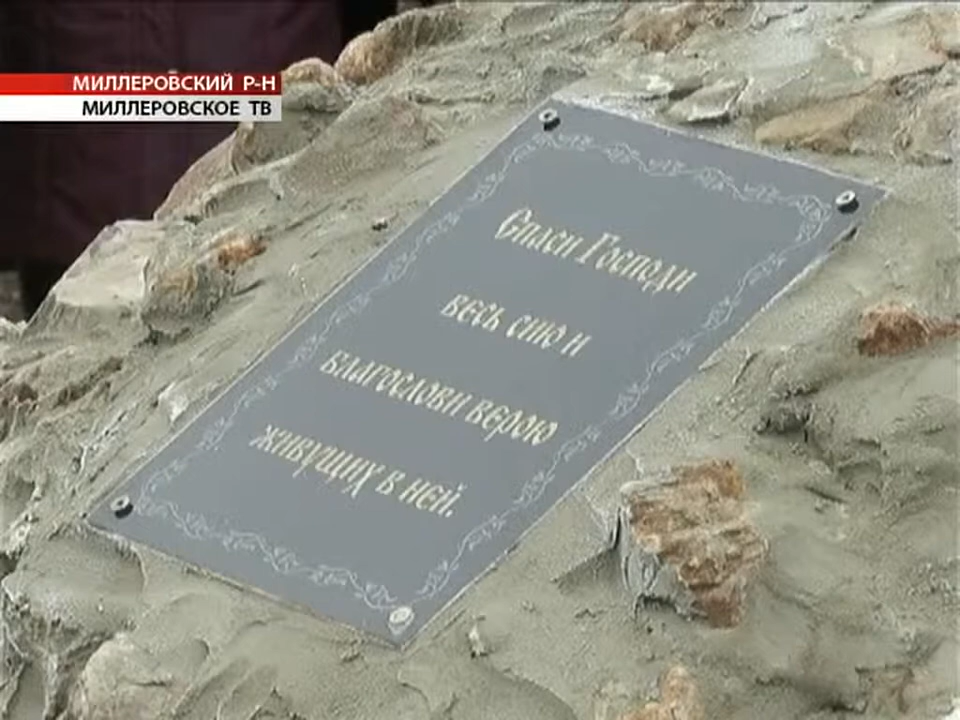 МИЛЛЕРОВСКИЙ Р-Н
МИЛЛЕРОВСКОЕ ТВ
Спаси Господи
весь сию и
благослови верою
живущих в ней.